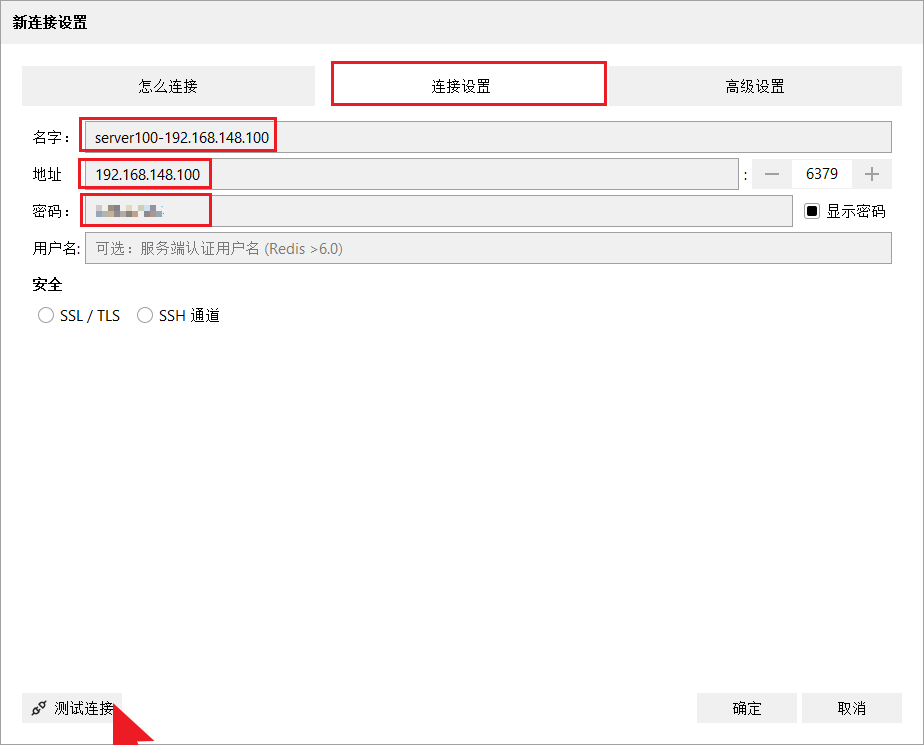 新连接设置
怎么连接 连接设置 高级设置
名字： server100-192.168.148.100
地址 192.168.148.100 : — 6379 +
密码： 显示密码
用户名: 可选：服务端认证用户名 (Redis >6.0)
安全
SSL / TLS SSH 通道
测试连接 确定 取消